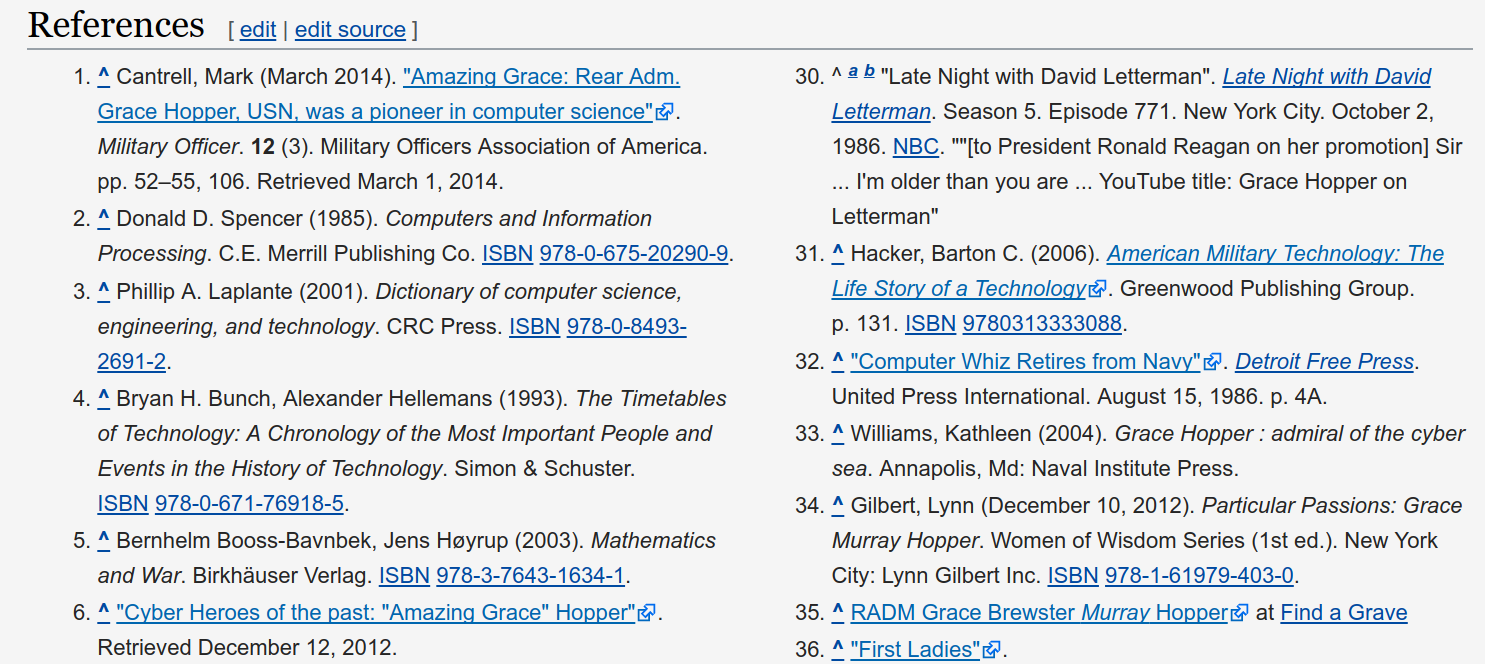 References [ edit | edit source ]
1. ^ Cantrell, Mark (March 2014). "Amazing Grace: Rear Adm.
Grace Hopper, USN, was a pioneer in computer science".
Military Officer. 12 (3). Military Officers Association of America.
pp. 52–55, 106. Retrieved March 1, 2014.
2. ^ Donald D. Spencer (1985). Computers and Information
Processing. C.E. Merrill Publishing Co. ISBN 978-0-675-20290-9.
3. ^ Phillip A. Laplante (2001). Dictionary of computer science,
engineering, and technology. CRC Press. ISBN 978-0-8493-
2691-2.
4. ^ Bryan H. Bunch, Alexander Hellemans (1993). The Timetables
of Technology: A Chronology of the Most Important People and
Events in the History of Technology. Simon & Schuster.
ISBN 978-0-671-76918-5.
5. ^ Bernhelm Booss-Bavnbek, Jens Høyrup (2003). Mathematics
and War. Birkhäuser Verlag. ISBN 978-3-7643-1634-1.
6. ^ "Cyber Heroes of the past: "Amazing Grace" Hopper".
Retrieved December 12, 2012.
30. ^ a b "Late Night with David Letterman". Late Night with David
Letterman. Season 5. Episode 771. New York City. October 2,
1986. NBC. ""[to President Ronald Reagan on her promotion] Sir
... I'm older than you are ... YouTube title: Grace Hopper on
Letterman"
31. ^ Hacker, Barton C. (2006). American Military Technology: The
Life Story of a Technology. Greenwood Publishing Group.
p. 131. ISBN 9780313333088.
32. ^ "Computer Whiz Retires from Navy". Detroit Free Press.
United Press International. August 15, 1986. p. 4A.
33. ^ Williams, Kathleen (2004). Grace Hopper : admiral of the cyber
sea. Annapolis, Md: Naval Institute Press.
34. ^ Gilbert, Lynn (December 10, 2012). Particular Passions: Grace
Murray Hopper. Women of Wisdom Series (1st ed.). New York
City: Lynn Gilbert Inc. ISBN 978-1-61979-403-0.
35. ^ RADM Grace Brewster Murray Hopper at Find a Grave
36. ^ "First Ladies".